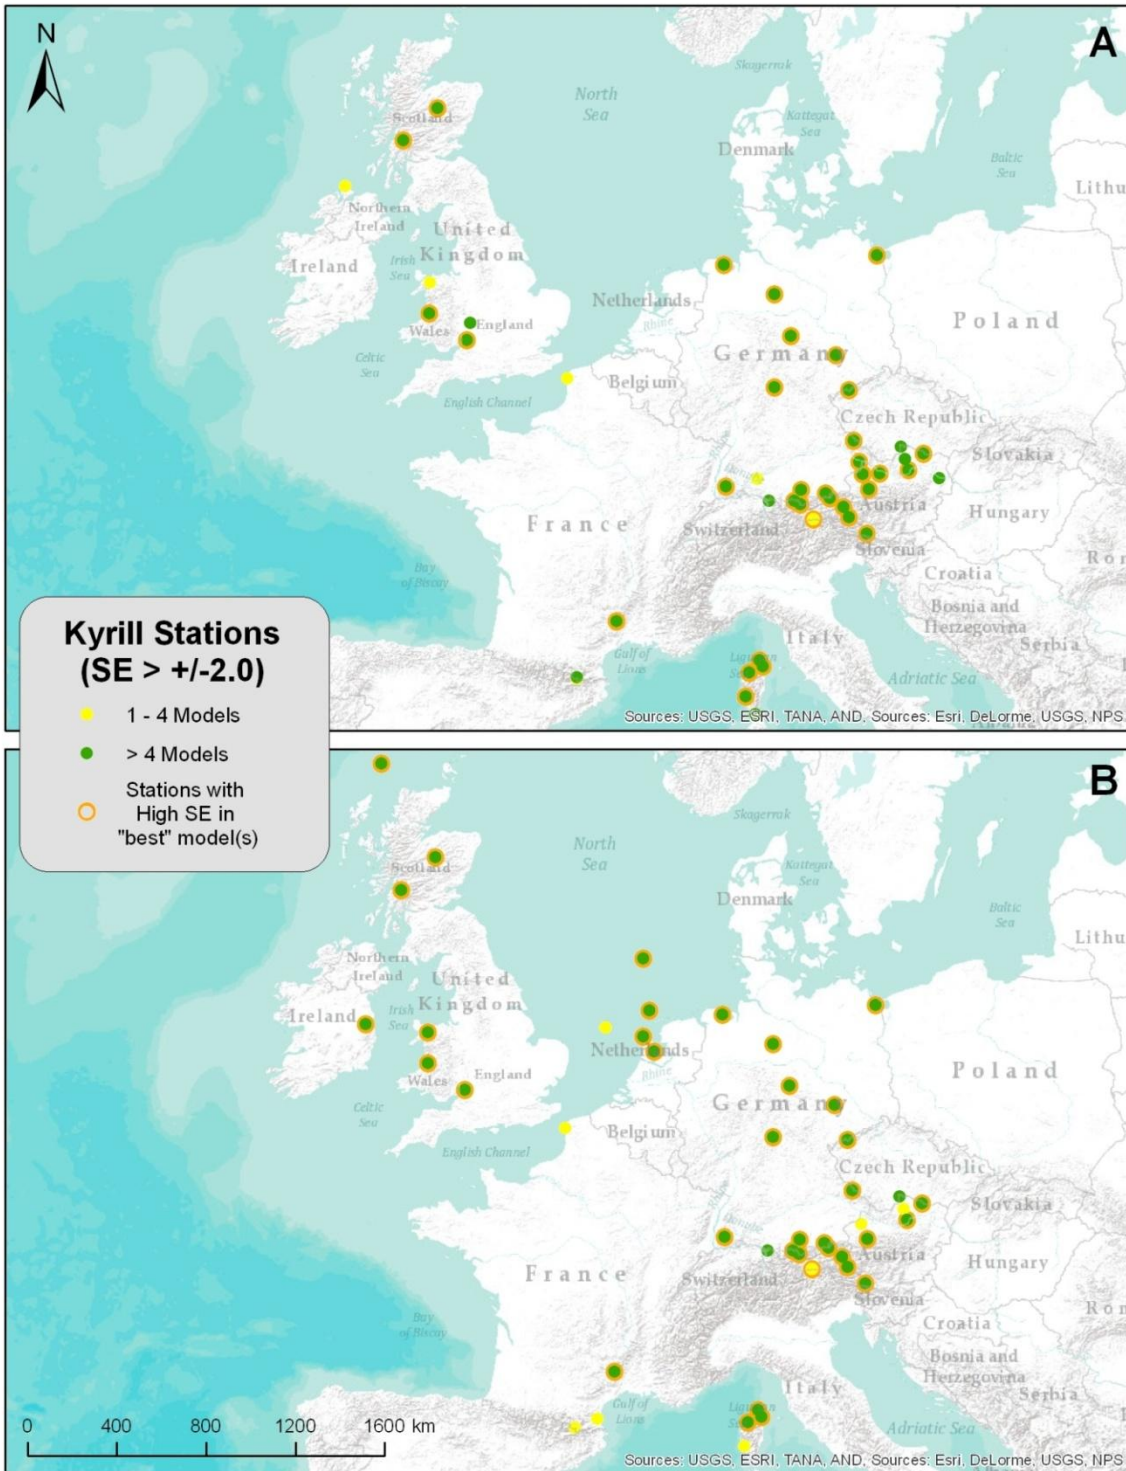 N
A
Skagerrak
North
Sea
Kattegat
Sea
Denmark
Baltic
Sea
Lithu
Scotland
Northern
Ireland
United
Kingdom
Ireland
Irish
Sea
Netherlands
Rhine
Poland
Wales
England
Germany
Celtic
Sea
Belgium
English Channel
Czech Republic
Slovakia
Danube
Austria
France
Switzerland
Hungary
Slovenia
Bay
of Biscay
Croatia
Ro
Bosnia and
Herzegovina
Italy
Serbia
Gulf of
Lions
Adriatic Sea
Sources: USGS, ESRI, TANA, AND, Sources: Esri, DeLorme, USGS, NPS
Kyrill Stations
(SE > +/-2.0)
1 - 4 Models
> 4 Models
Stations with
High SE in
"best" model(s)
B
Skagerrak
North
Sea
Kattegat
Sea
Denmark
Baltic
Sea
Lithu
Scotland
Northern
Ireland
United
Kingdom
Ireland
Irish
Sea
Netherlands
Rhine
Poland
Wales
England
Germany
Celtic
Sea
Belgium
English Channel
Czech Republic
Slovakia
Danube
Austria
France
Switzerland
Hungary
Slovenia
Bay
of Biscay
Croatia
Ro
Bosnia and
Herzegovina
Italy
Serbia
Gulf of
Lions
Adriatic Sea
0 400 800 1200 1600 km
Sources: USGS, ESRI, TANA, AND, Sources: Esri, DeLorme, USGS, NPS